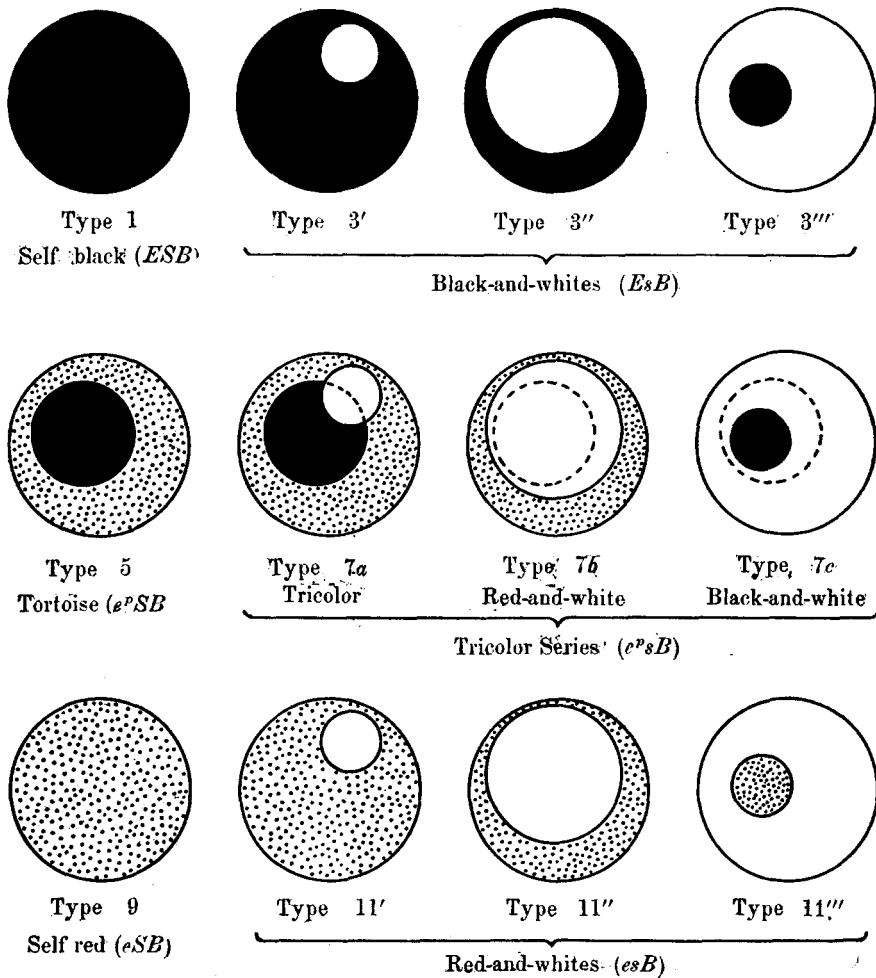 Type 1 Type 3′ Type 3″ Type 3‴
Self black (ESB)
Black-and-whites (EsB)
Type 5 Type 7a Type 7b Type 7c
Tortoise (eᵖSB Tricolor Red-and-white Black-and-white
Tricolor Series (eᵖsB)
Type 9 Type 11′ Type 11″ Type 11‴
Self red (eSB)
Red-and-whites (esB)